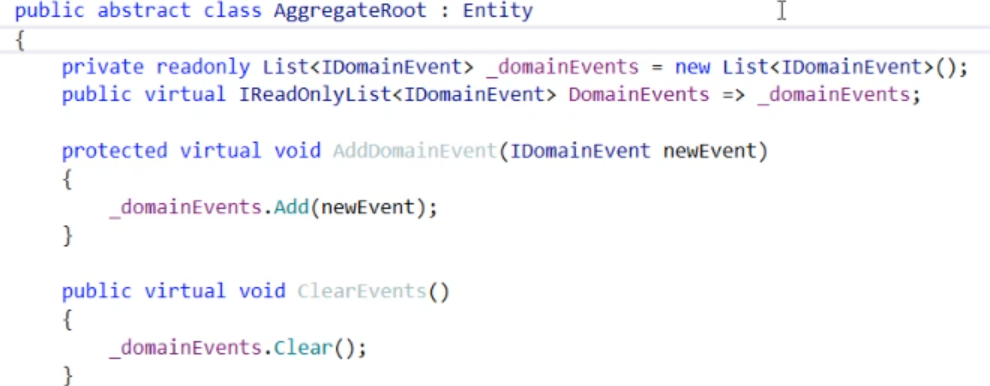 public abstract class AggregateRoot : Entity
{
    private readonly List<IDomainEvent> _domainEvents = new List<IDomainEvent>();
    public virtual IReadOnlyList<IDomainEvent> DomainEvents => _domainEvents;

    protected virtual void AddDomainEvent(IDomainEvent newEvent)
    {
        _domainEvents.Add(newEvent);
    }

    public virtual void ClearEvents()
    {
        _domainEvents.Clear();
    }